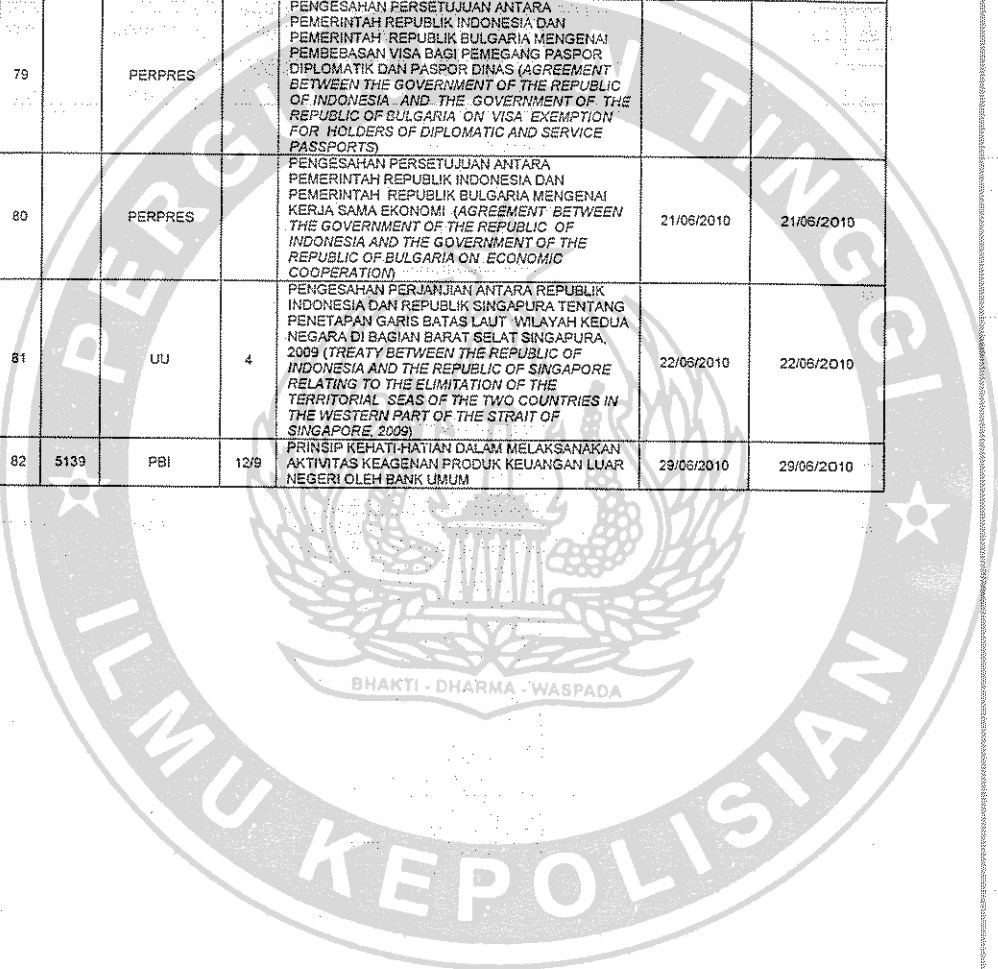 PENGESAHAN PERSETUJUAN ANTARA
PEMERINTAH REPUBLIK INDONESIA DAN
PEMERINTAH REPUBLIK BULGARIA MENGENAI
PEMBEBASAN VISA BAGI PEMEGANG PASPOR
79 PERPRES DIPLOMATIK DAN PASPOR DINAS (AGREEMENT
BETWEEN THE GOVERNMENT OF THE REPUBLIC
OF INDONESIA AND THE GOVERNMENT OF THE
REPUBLIC OF BULGARIA ON VISA EXEMPTION
FOR HOLDERS OF DIPLOMATIC AND SERVICE
PASSPORTS)
PENGESAHAN PERSETUJUAN ANTARA
PEMERINTAH REPUBLIK INDONESIA DAN
PEMERINTAH REPUBLIK BULGARIA MENGENAI
80 PERPRES KERJA SAMA EKONOMI (AGREEMENT BETWEEN 21/06/2010 21/06/2010
THE GOVERNMENT OF THE REPUBLIC OF
INDONESIA AND THE GOVERNMENT OF THE
REPUBLIC OF BULGARIA ON ECONOMIC
COOPERATION)
PENGESAHAN PERJANJIAN ANTARA REPUBLIK
INDONESIA DAN REPUBLIK SINGAPURA TENTANG
PENETAPAN GARIS BATAS LAUT WILAYAH KEDUA
NEGARA DI BAGIAN BARAT SELAT SINGAPURA,
2009 (TREATY BETWEEN THE REPUBLIC OF
81 UU 4 INDONESIA AND THE REPUBLIC OF SINGAPORE 22/06/2010 22/06/2010
RELATING TO THE ELIMITATION OF THE
TERRITORIAL SEAS OF THE TWO COUNTRIES IN
THE WESTERN PART OF THE STRAIT OF
SINGAPORE, 2009)
PRINSIP KEHATI-HATIAN DALAM MELAKSANAKAN
82 5139 PBI 12/9 AKTIVITAS KEAGENAN PRODUK KEUANGAN LUAR 29/06/2010 29/06/2010
NEGERI OLEH BANK UMUM
PERGURUAN TINGGI
BHAKTI - DHARMA - WASPADA
ILMU KEPOLISIAN